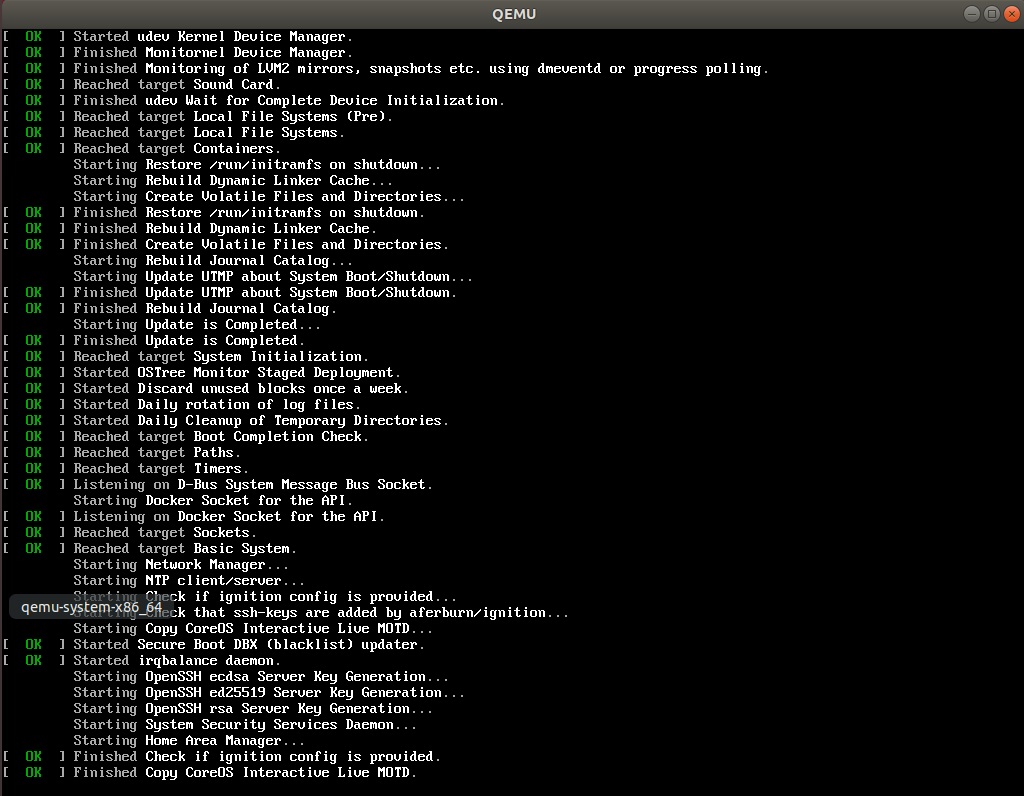 QEMU
[  OK  ] Started udev Kernel Device Manager.
[  OK  ] Finished Monitornel Device Manager.
[  OK  ] Finished Monitoring of LVM2 mirrors, snapshots etc. using dmeventd or progress polling.
[  OK  ] Reached target Sound Card.
[  OK  ] Finished udev Wait for Complete Device Initialization.
[  OK  ] Reached target Local File Systems (Pre).
[  OK  ] Reached target Local File Systems.
[  OK  ] Reached target Containers.
Starting Restore /run/initramfs on shutdown...
Starting Rebuild Dynamic Linker Cache...
Starting Create Volatile Files and Directories...
[  OK  ] Finished Restore /run/initramfs on shutdown.
[  OK  ] Finished Rebuild Dynamic Linker Cache.
[  OK  ] Finished Create Volatile Files and Directories.
Starting Rebuild Journal Catalog...
Starting Update UTMP about System Boot/Shutdown...
[  OK  ] Finished Update UTMP about System Boot/Shutdown.
[  OK  ] Finished Rebuild Journal Catalog.
Starting Update is Completed...
[  OK  ] Finished Update is Completed.
[  OK  ] Reached target System Initialization.
[  OK  ] Started OSTree Monitor Staged Deployment.
[  OK  ] Started Discard unused blocks once a week.
[  OK  ] Started Daily rotation of log files.
[  OK  ] Started Daily Cleanup of Temporary Directories.
[  OK  ] Reached target Boot Completion Check.
[  OK  ] Reached target Paths.
[  OK  ] Reached target Timers.
[  OK  ] Listening on D-Bus System Message Bus Socket.
Starting Docker Socket for the API.
[  OK  ] Listening on Docker Socket for the API.
[  OK  ] Reached target Sockets.
[  OK  ] Reached target Basic System.
Starting Network Manager...
Starting NTP client/server...
Starting Check if ignition config is provided...
qemu-system-x86_64
Starting Check that ssh-keys are added by aferburn/ignition...
Starting Copy CoreOS Interactive Live MOTD...
[  OK  ] Started Secure Boot DBX (blacklist) updater.
[  OK  ] Started irqbalance daemon.
Starting OpenSSH ecdsa Server Key Generation...
Starting OpenSSH ed25519 Server Key Generation...
Starting OpenSSH rsa Server Key Generation...
Starting System Security Services Daemon...
Starting Home Area Manager...
[  OK  ] Finished Check if ignition config is provided.
[  OK  ] Finished Copy CoreOS Interactive Live MOTD.